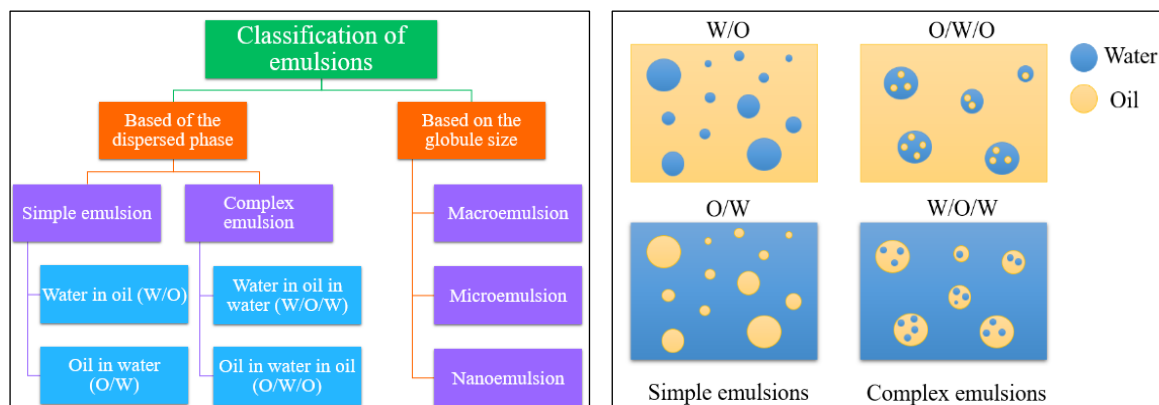 Classification of
emulsions
Based of the
dispersed phase
Based on the
globule size
Simple emulsion
Complex
emulsion
Macroemulsion
Water in oil (W/O)
Water in oil in
water (W/O/W)
Microemulsion
Oil in water
(O/W)
Oil in water in oil
(O/W/O)
Nanoemulsion
W/O
O/W/O
Water
Oil
O/W
W/O/W
Simple emulsions
Complex emulsions